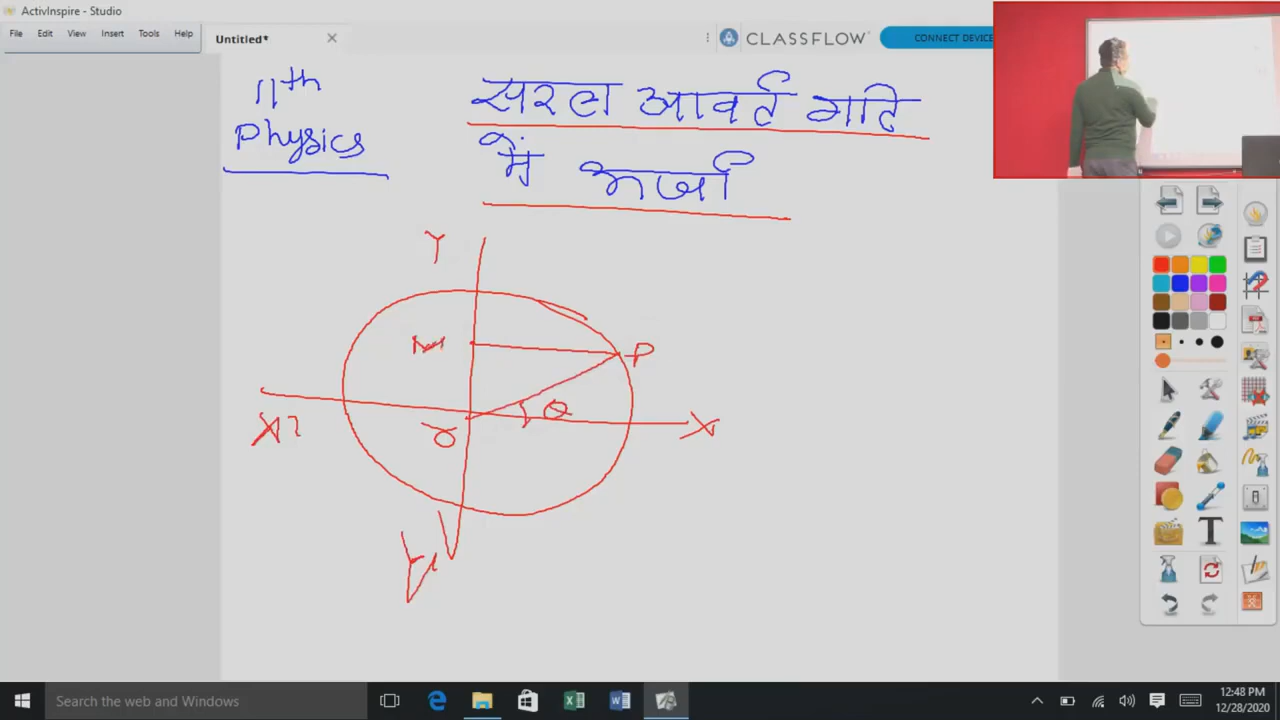 ActivInspire - Studio
File Edit View Insert Tools Help
Untitled*
CLASSFLOW
CONNECT DEVICE
11th
Physics
सरल आवर्त गति
में ऊर्जा
Y
M
P
θ
O
X'
X
Y'
T
Search the web and Windows
12:48 PM
12/28/2020